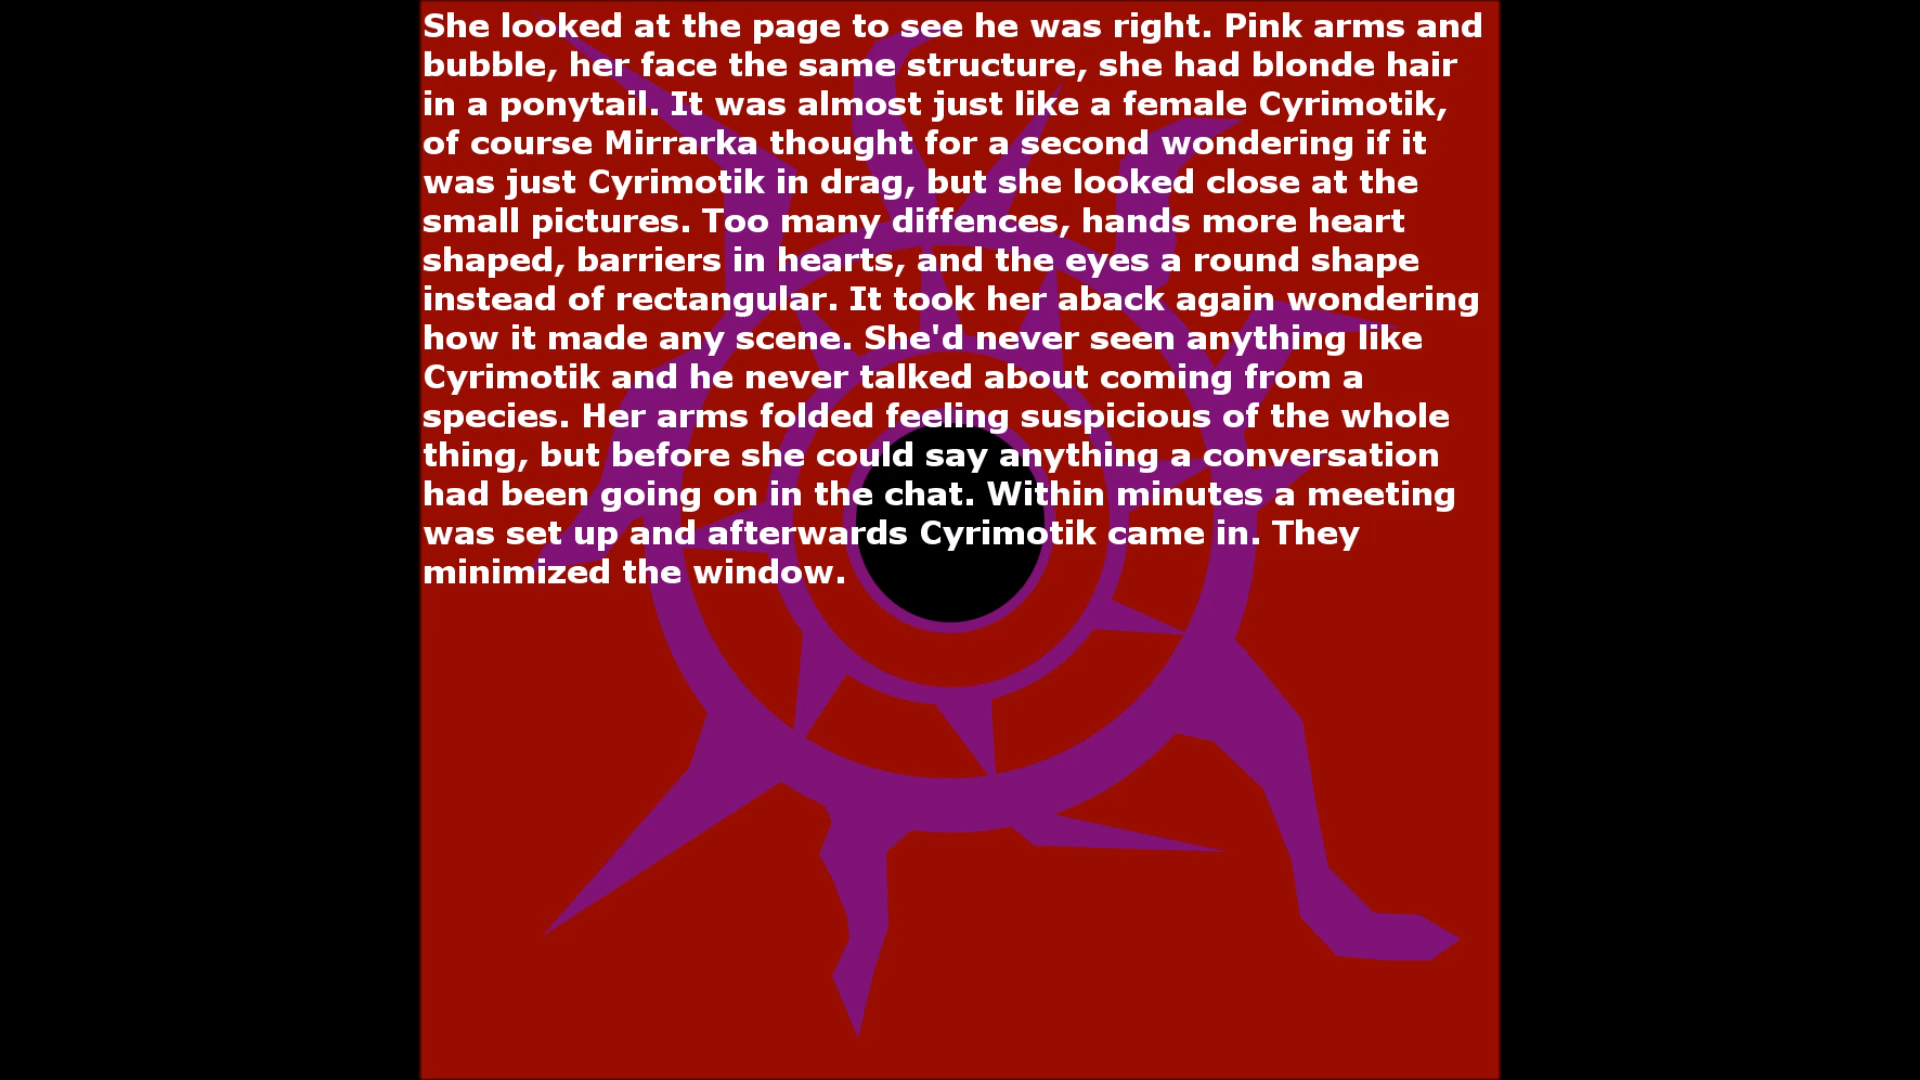 She looked at the page to see he was right. Pink arms and
bubble, her face the same structure, she had blonde hair
in a ponytail. It was almost just like a female Cyrimotik,
of course Mirrarka thought for a second wondering if it
was just Cyrimotik in drag, but she looked close at the
small pictures. Too many diffences, hands more heart
shaped, barriers in hearts, and the eyes a round shape
instead of rectangular. It took her aback again wondering
how it made any scene. She'd never seen anything like
Cyrimotik and he never talked about coming from a
species. Her arms folded feeling suspicious of the whole
thing, but before she could say anything a conversation
had been going on in the chat. Within minutes a meeting
was set up and afterwards Cyrimotik came in. They
minimized the window.